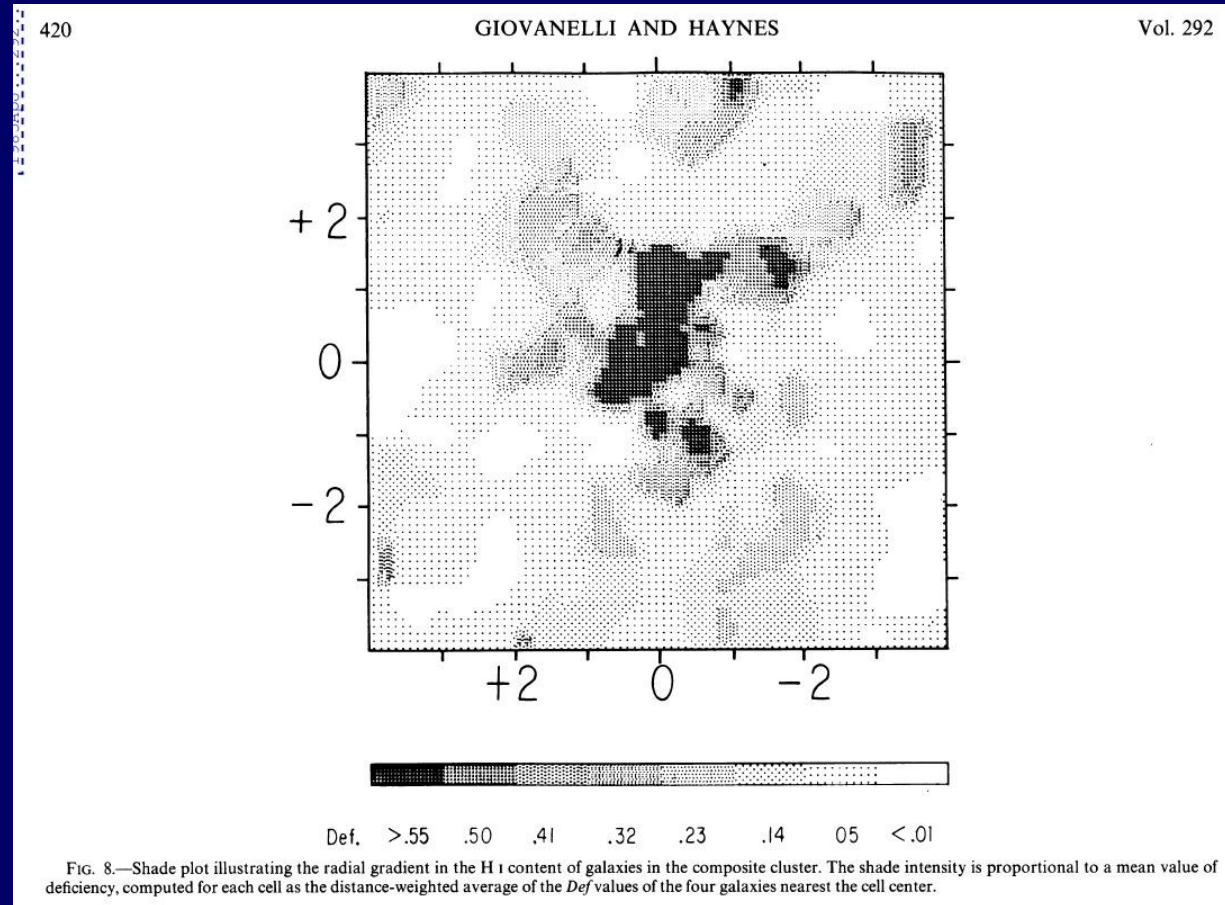 420
GIOVANELLI AND HAYNES
Vol. 292
+2
0
-2
+2
0
-2
Def. >.55 .50 .41 .32 .23 .14 05 <.01
FIG. 8.—Shade plot illustrating the radial gradient in the H I content of galaxies in the composite cluster. The shade intensity is proportional to a mean value of
deficiency, computed for each cell as the distance-weighted average of the Def values of the four galaxies nearest the cell center.